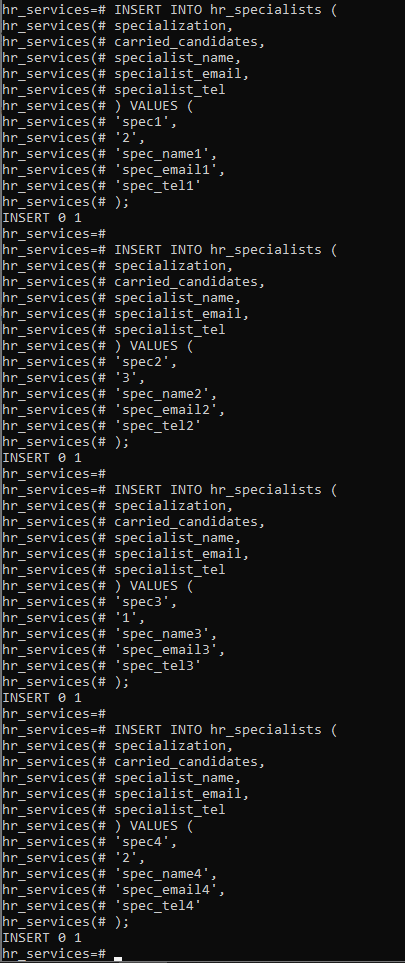 hr_services=# INSERT INTO hr_specialists (
hr_services(# specialization,
hr_services(# carried_candidates,
hr_services(# specialist_name,
hr_services(# specialist_email,
hr_services(# specialist_tel
hr_services(# ) VALUES (
hr_services(# 'spec1',
hr_services(# '2',
hr_services(# 'spec_name1',
hr_services(# 'spec_email1',
hr_services(# 'spec_tel1'
hr_services(# );
INSERT 0 1
hr_services=#
hr_services=# INSERT INTO hr_specialists (
hr_services(# specialization,
hr_services(# carried_candidates,
hr_services(# specialist_name,
hr_services(# specialist_email,
hr_services(# specialist_tel
hr_services(# ) VALUES (
hr_services(# 'spec2',
hr_services(# '3',
hr_services(# 'spec_name2',
hr_services(# 'spec_email2',
hr_services(# 'spec_tel2'
hr_services(# );
INSERT 0 1
hr_services=#
hr_services=# INSERT INTO hr_specialists (
hr_services(# specialization,
hr_services(# carried_candidates,
hr_services(# specialist_name,
hr_services(# specialist_email,
hr_services(# specialist_tel
hr_services(# ) VALUES (
hr_services(# 'spec3',
hr_services(# '1',
hr_services(# 'spec_name3',
hr_services(# 'spec_email3',
hr_services(# 'spec_tel3'
hr_services(# );
INSERT 0 1
hr_services=#
hr_services=# INSERT INTO hr_specialists (
hr_services(# specialization,
hr_services(# carried_candidates,
hr_services(# specialist_name,
hr_services(# specialist_email,
hr_services(# specialist_tel
hr_services(# ) VALUES (
hr_services(# 'spec4',
hr_services(# '2',
hr_services(# 'spec_name4',
hr_services(# 'spec_email4',
hr_services(# 'spec_tel4'
hr_services(# );
INSERT 0 1
hr_services=#